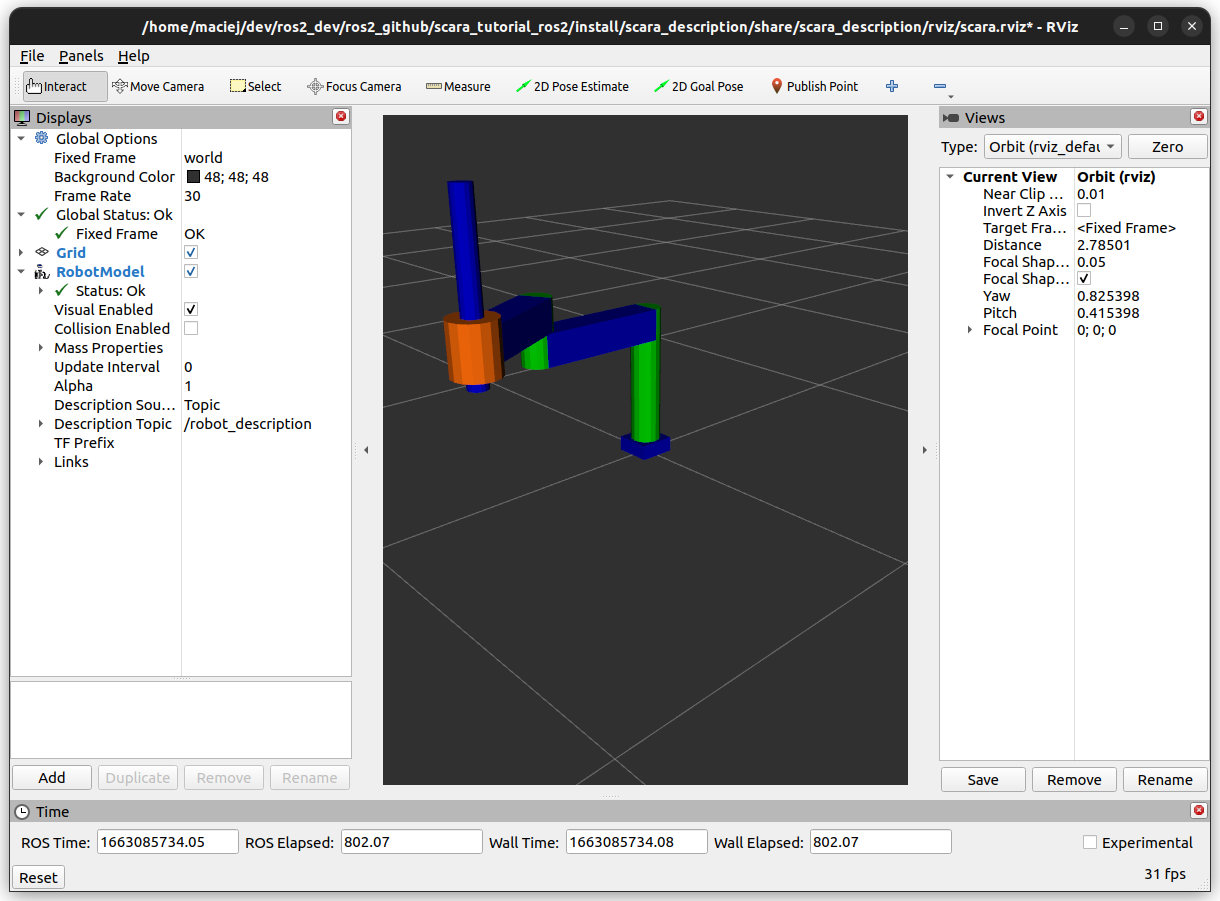 /home/maciej/dev/ros2_dev/ros2_github/scara_tutorial_ros2/install/scara_description/share/scara_description/rviz/scara.rviz* - RViz
File Panels Help
Interact Move Camera Select Focus Camera Measure 2D Pose Estimate 2D Goal Pose Publish Point
Displays
Global Options
Fixed Frame world
Background Color 48; 48; 48
Frame Rate 30
Global Status: Ok
Fixed Frame OK
Grid
RobotModel
Status: Ok
Visual Enabled
Collision Enabled
Mass Properties
Update Interval 0
Alpha 1
Description Sou... Topic
Description Topic /robot_description
TF Prefix
Links
Add Duplicate Remove Rename
Views
Type: Orbit (rviz_defau Zero
Current View Orbit (rviz)
Near Clip ... 0.01
Invert Z Axis
Target Fra... <Fixed Frame>
Distance 2.78501
Focal Shap... 0.05
Focal Shap...
Yaw 0.825398
Pitch 0.415398
Focal Point 0; 0; 0
Save Remove Rename
Time
ROS Time: 1663085734.05 ROS Elapsed: 802.07 Wall Time: 1663085734.08 Wall Elapsed: 802.07 Experimental
Reset 31 fps